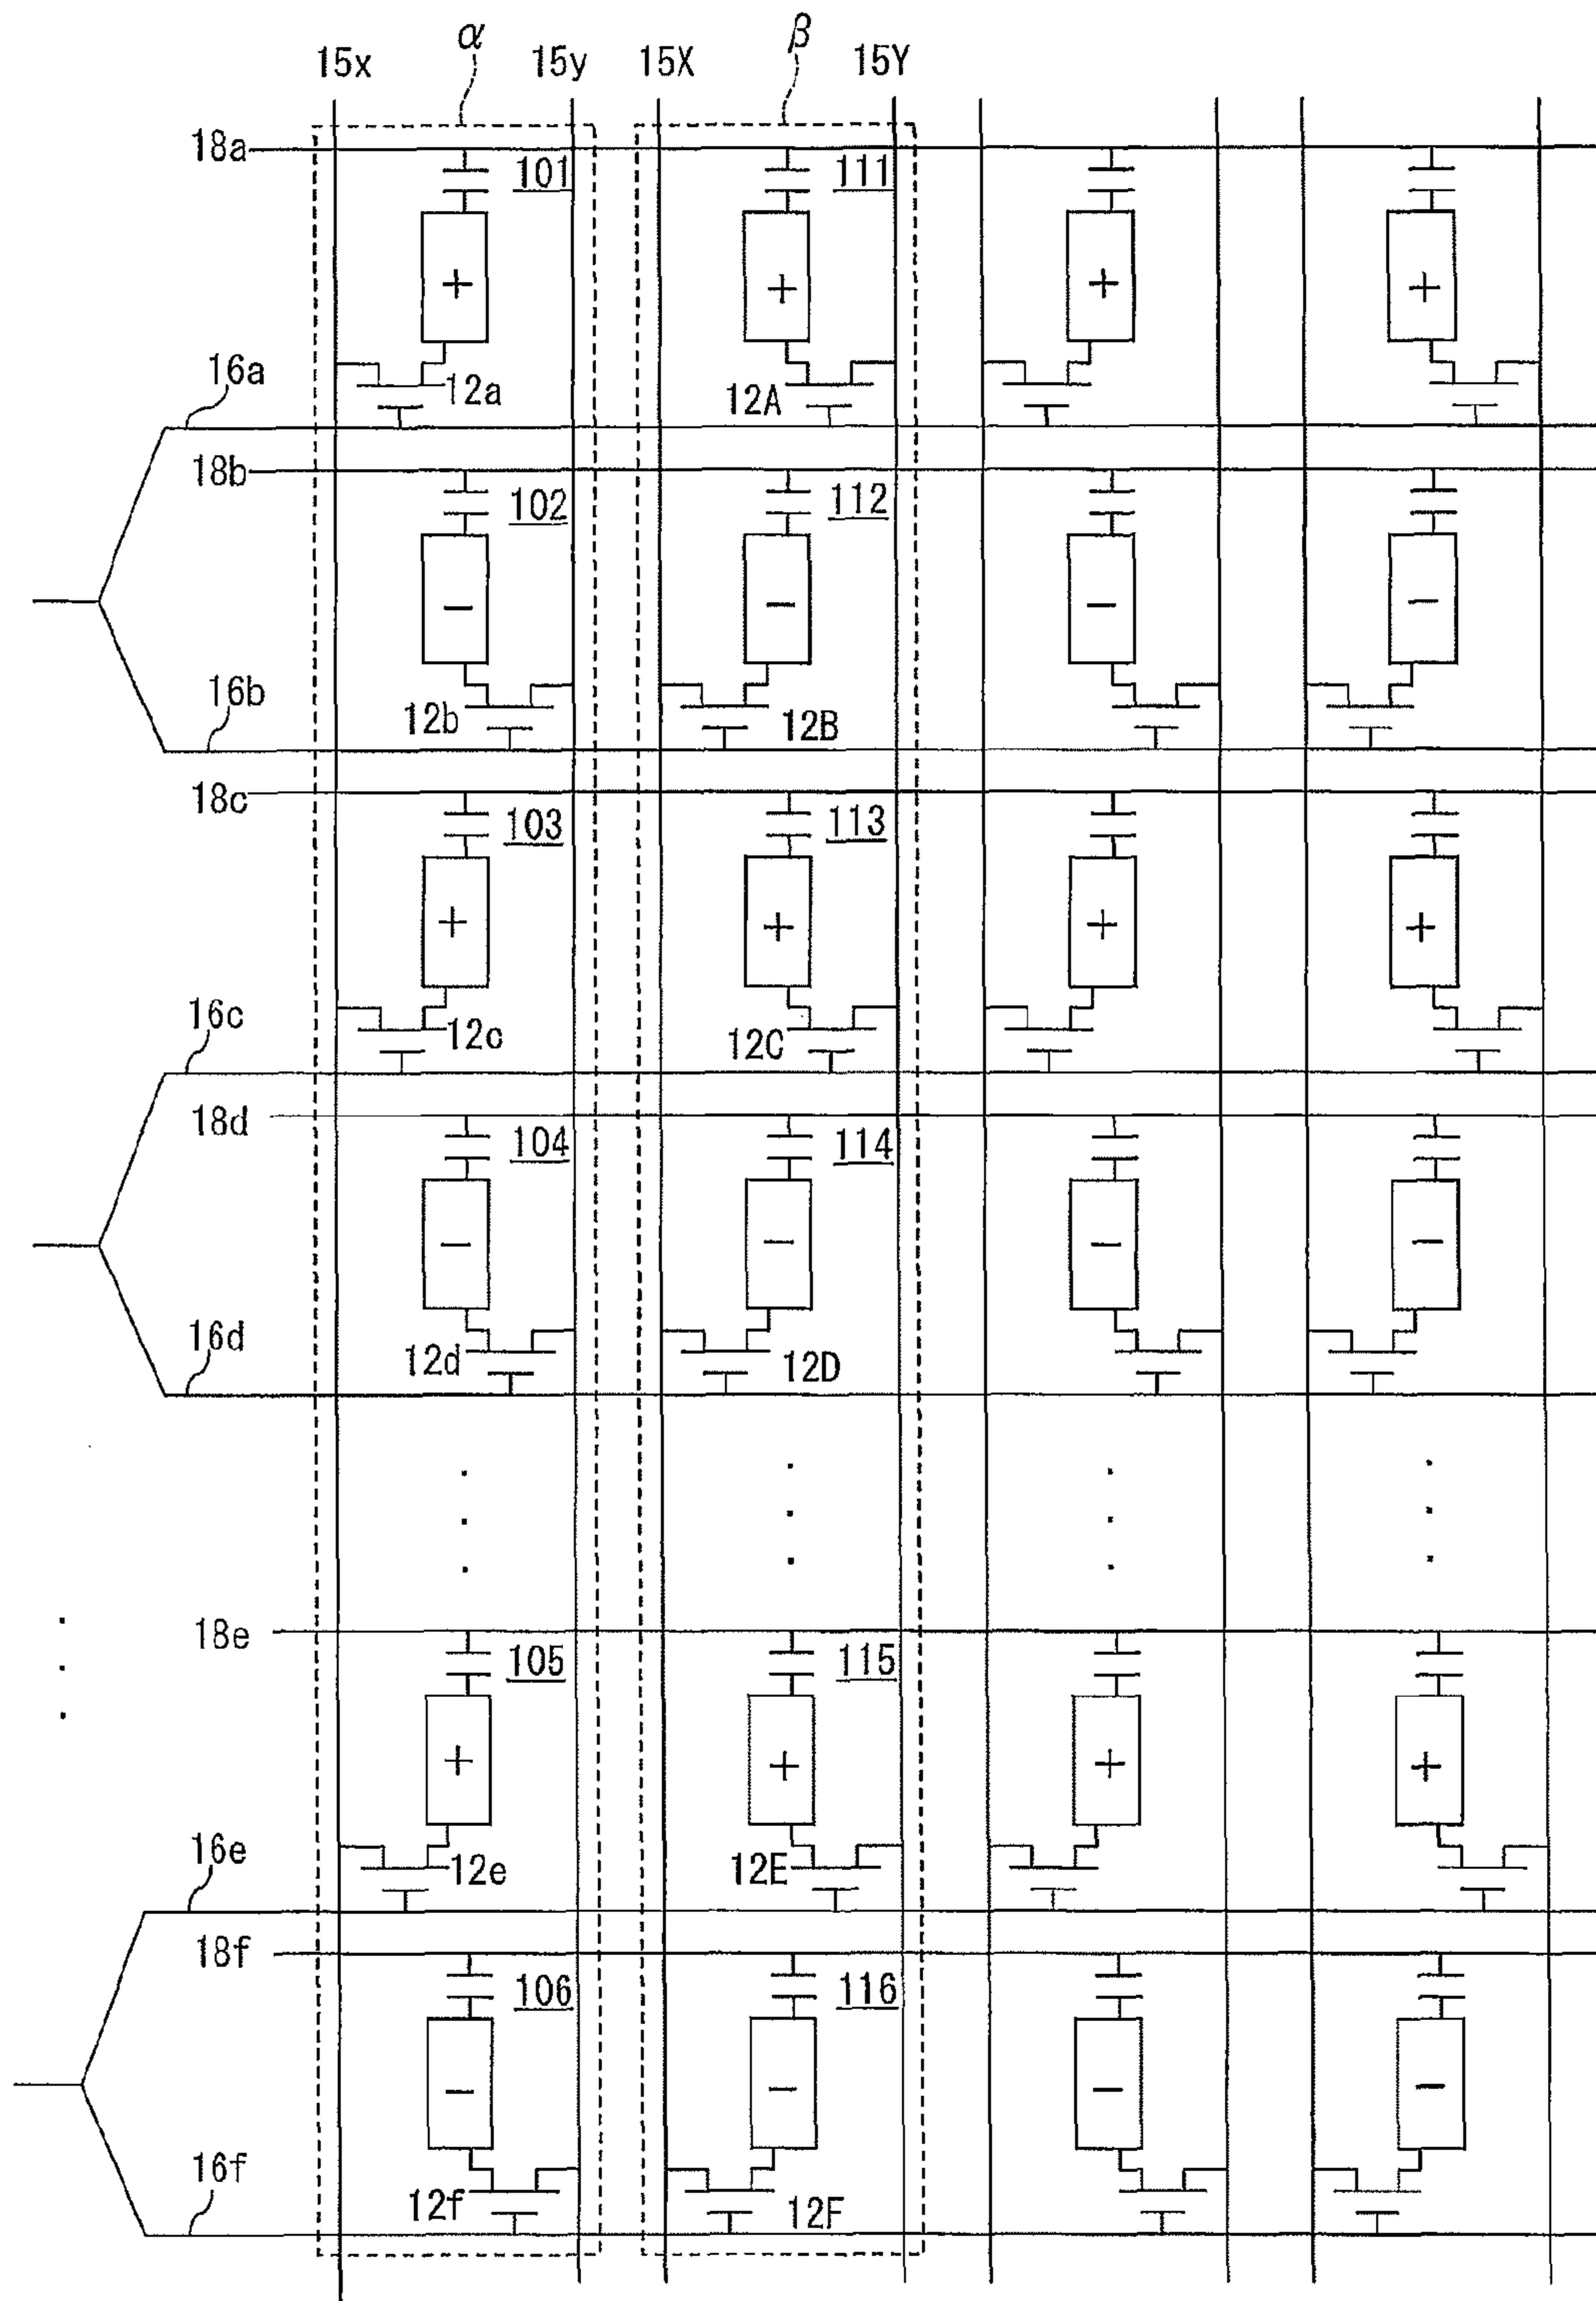 α β
15x 15y 15X 15Y
18a 101 111
+ + + +
16a 12a 12A
18b 102 112
− − − −
16b 12b 12B
18c 103 113
+ + + +
16c 12c 12C
18d 104 114
− − − −
16d 12d 12D
18e 105 115
+ + + +
16e 12e 12E
18f 106 116
− − − −
16f 12f 12F